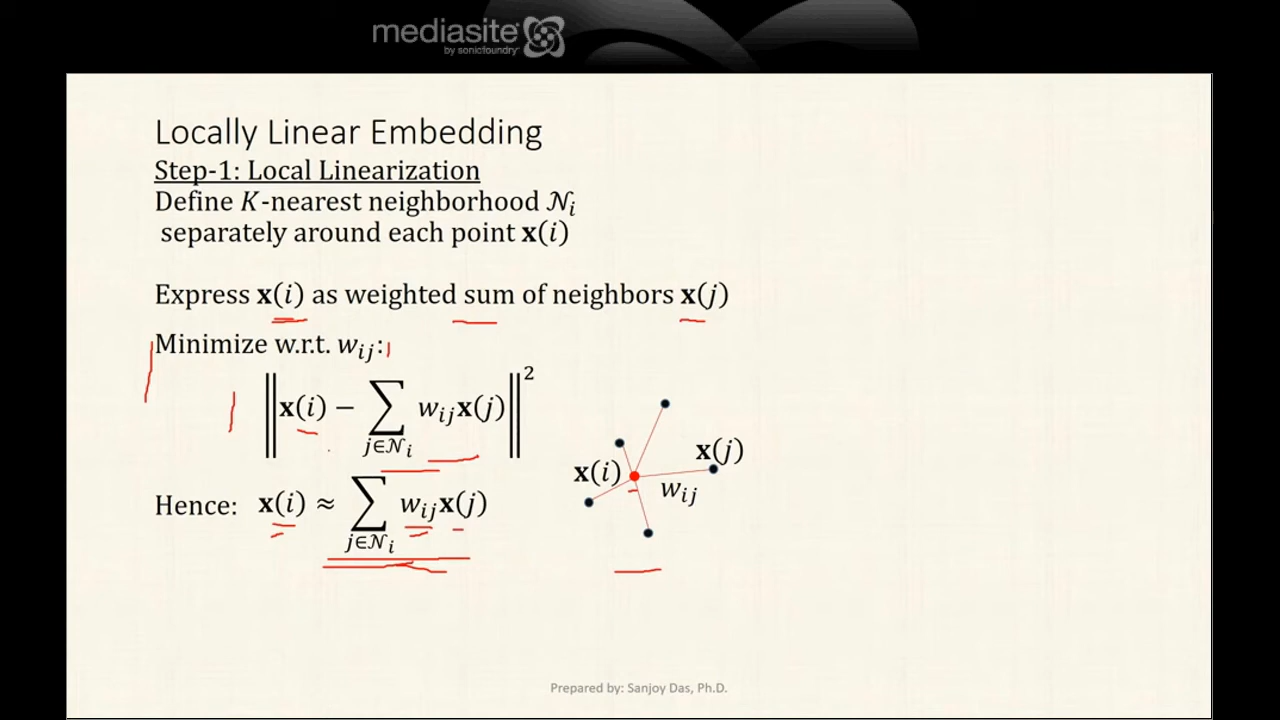 mediasite
by sonicfoundry
Locally Linear Embedding
Step-1: Local Linearization
Define K-nearest neighborhood 𝒩ᵢ
separately around each point 𝐱(i)
Express 𝐱(i) as weighted sum of neighbors 𝐱(j)
Minimize w.r.t. wᵢⱼ:
‖𝐱(i) − ∑_{j∈𝒩ᵢ} wᵢⱼ𝐱(j)‖²
Hence: 𝐱(i) ≈ ∑_{j∈𝒩ᵢ} wᵢⱼ𝐱(j)
𝐱(i)
𝐱(j)
wᵢⱼ
Prepared by: Sanjoy Das, Ph.D.